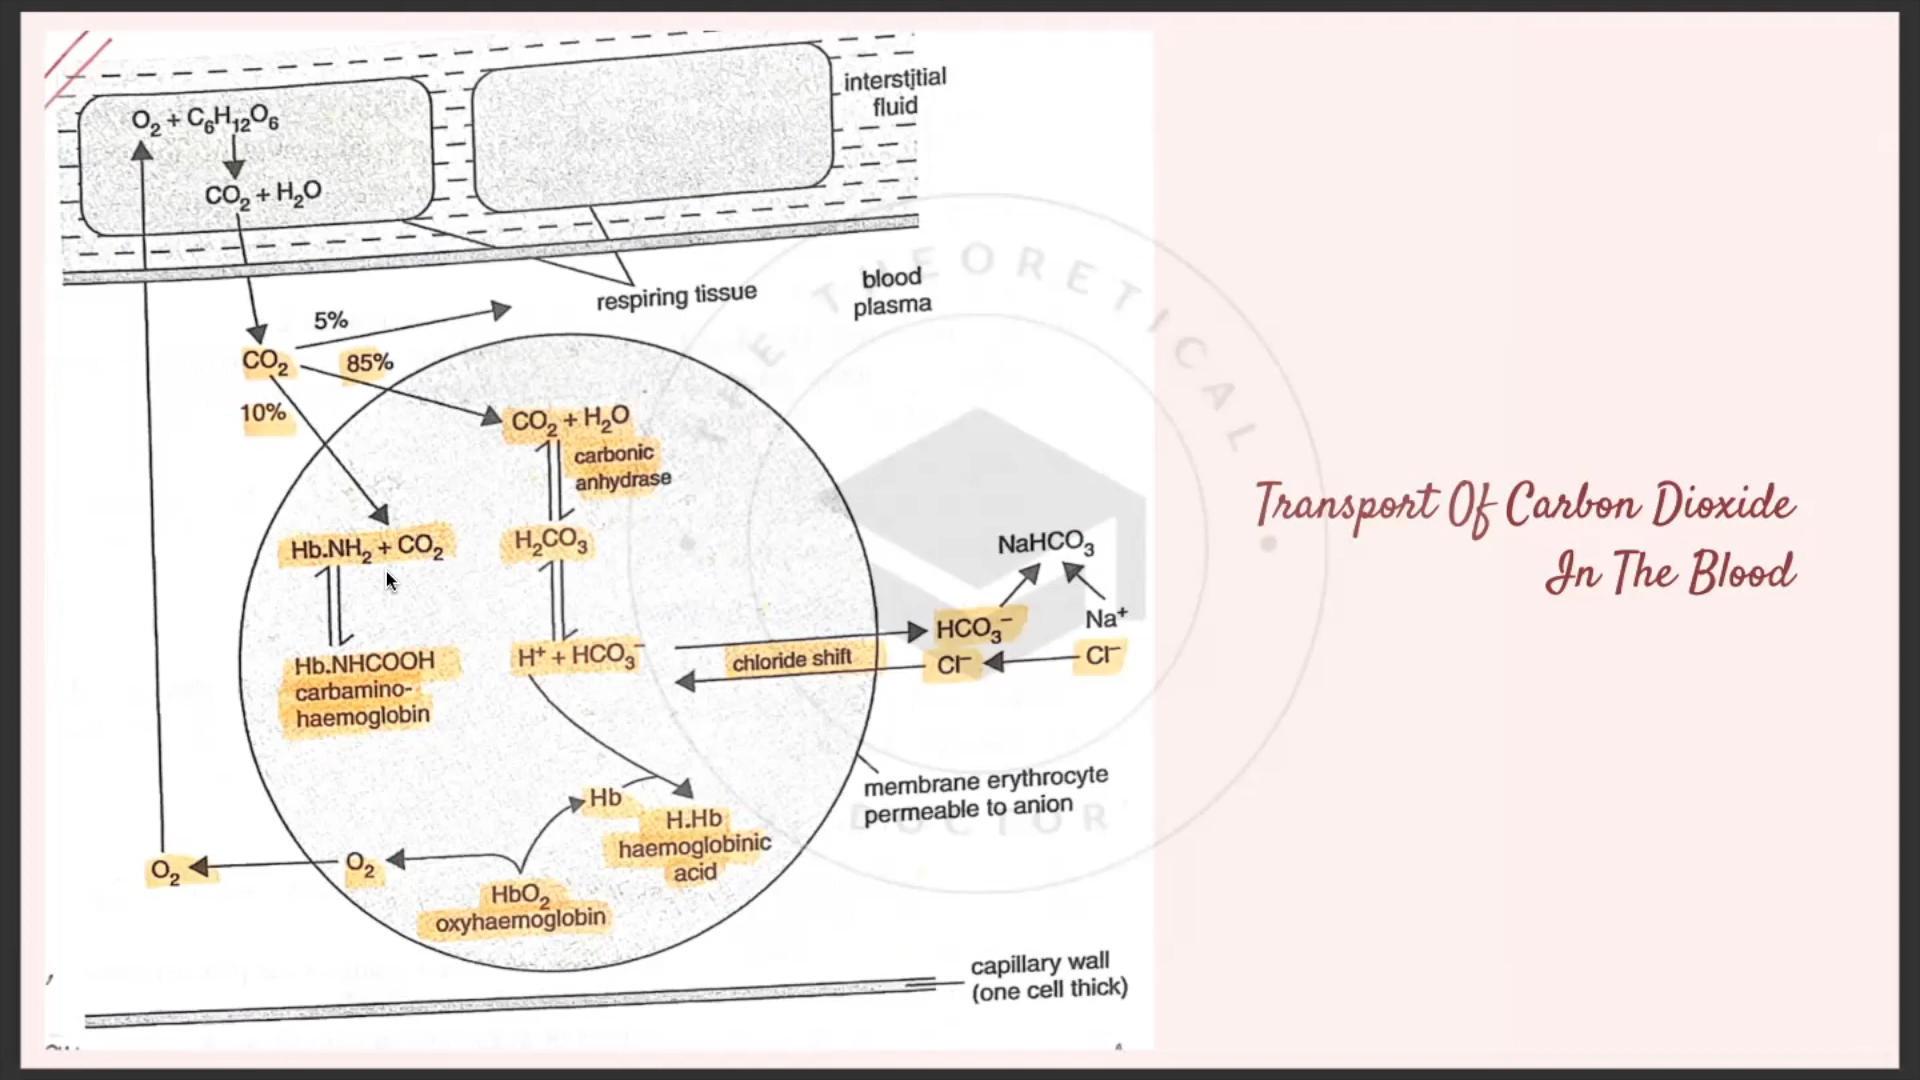 O₂ + C₆H₁₂O₆
CO₂ + H₂O
interstitial
fluid
respiring tissue
blood
plasma
5%
CO₂
85%
10%
CO₂ + H₂O
carbonic
anhydrase
Hb.NH₂ + CO₂
H₂CO₃
NaHCO₃
Hb.NHCOOH
carbamino-
haemoglobin
H⁺ + HCO₃⁻
chloride shift
HCO₃⁻
Na⁺
Cl⁻
Cl⁻
membrane erythrocyte
permeable to anion
Hb
H.Hb
haemoglobinic
acid
O₂
O₂
HbO₂
oxyhaemoglobin
capillary wall
(one cell thick)
Transport Of Carbon Dioxide
In The Blood
THE THEORETICAL
DOCTOR